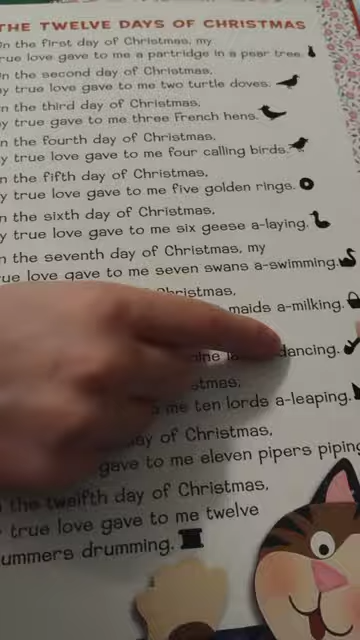 THE TWELVE DAYS OF CHRISTMAS
n the first day of Christmas, my
rue love gave to me a partridge in a pear tree.
n the second day of Christmas,
y true love gave to me two turtle doves.
n the third day of Christmas,
y true love gave to me three French hens.
n the fourth day of Christmas,
y true love gave to me four calling birds.
n the fifth day of Christmas,
y true love gave to me five golden rings.
n the sixth day of Christmas,
y true love gave to me six geese a-laying.
n the seventh day of Christmas, my
ue love gave to me seven swans a-swimming.
Christmas,
maids a-milking.
nine dancing.
stmas,
me ten lords a-leaping.
ay of Christmas,
gave to me eleven pipers piping
the twelfth day of Christmas,
true love gave to me twelve
ummers drumming.